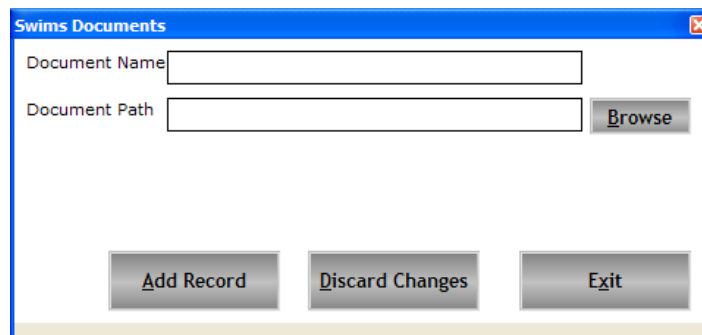 Swims Documents
Document Name
Document Path
Browse
Add Record Discard Changes Exit